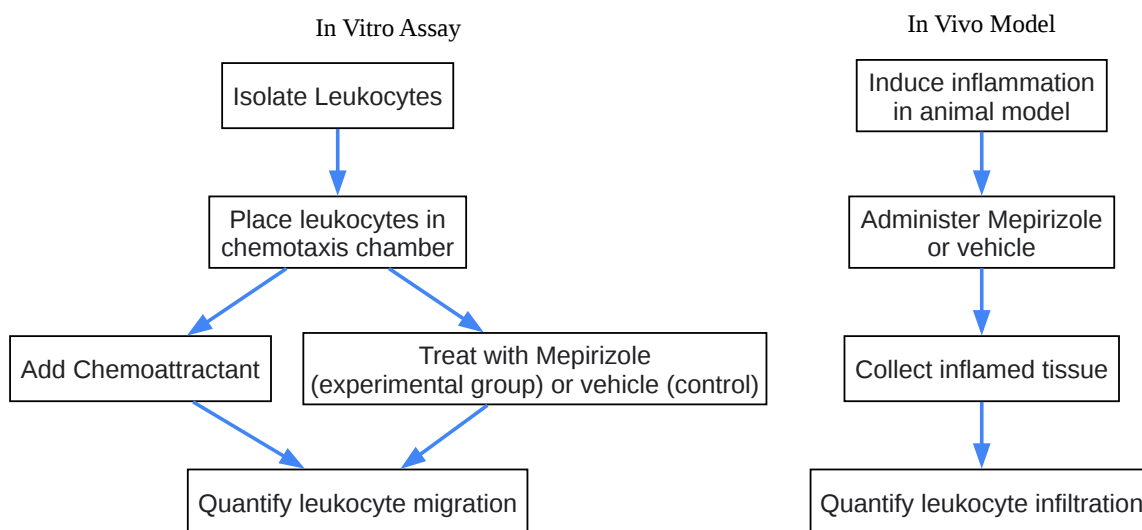 In Vitro Assay
Isolate Leukocytes
Place leukocytes in
chemotaxis chamber
Add Chemoattractant
Treat with Mepirizole
(experimental group) or vehicle (control)
Quantify leukocyte migration
In Vivo Model
Induce inflammation
in animal model
Administer Mepirizole
or vehicle
Collect inflamed tissue
Quantify leukocyte infiltration